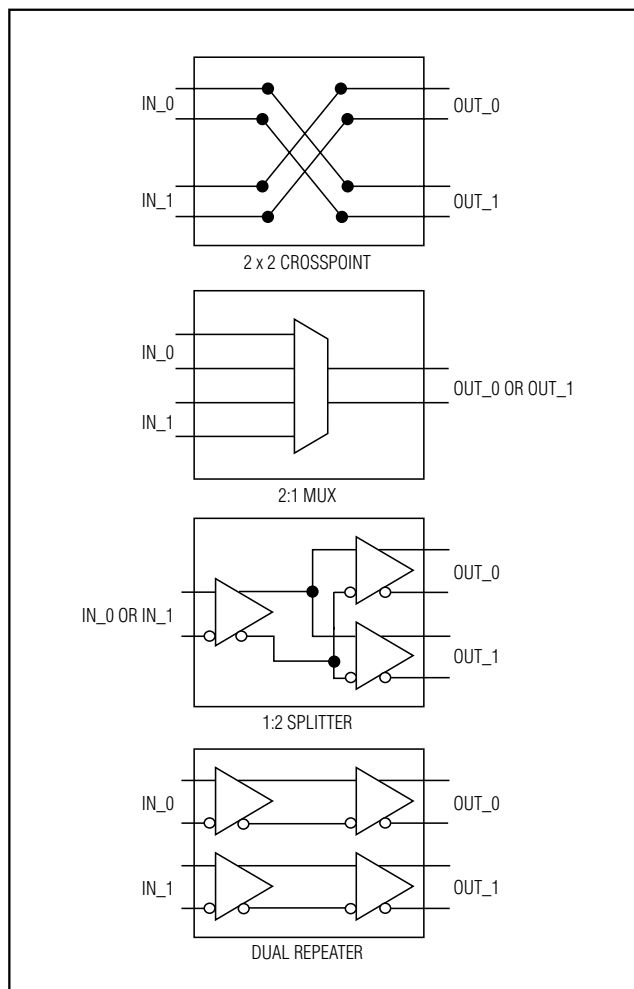 IN_0
OUT_0
IN_1
OUT_1
2 x 2 CROSSPOINT
IN_0
OUT_0 OR OUT_1
IN_1
2:1 MUX
OUT_0
IN_0 OR IN_1
OUT_1
1:2 SPLITTER
IN_0
OUT_0
IN_1
OUT_1
DUAL REPEATER